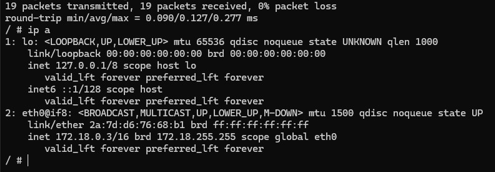 19 packets transmitted, 19 packets received, 0% packet loss
round-trip min/avg/max = 0.090/0.127/0.277 ms
/ # ip a
1: lo: <LOOPBACK,UP,LOWER_UP> mtu 65536 qdisc noqueue state UNKNOWN qlen 1000
    link/loopback 00:00:00:00:00:00 brd 00:00:00:00:00:00
    inet 127.0.0.1/8 scope host lo
       valid_lft forever preferred_lft forever
    inet6 ::1/128 scope host
       valid_lft forever preferred_lft forever
2: eth0@if8: <BROADCAST,MULTICAST,UP,LOWER_UP,M-DOWN> mtu 1500 qdisc noqueue state UP
    link/ether 2a:7d:d6:76:68:b1 brd ff:ff:ff:ff:ff:ff
    inet 172.18.0.3/16 brd 172.18.255.255 scope global eth0
       valid_lft forever preferred_lft forever
/ #